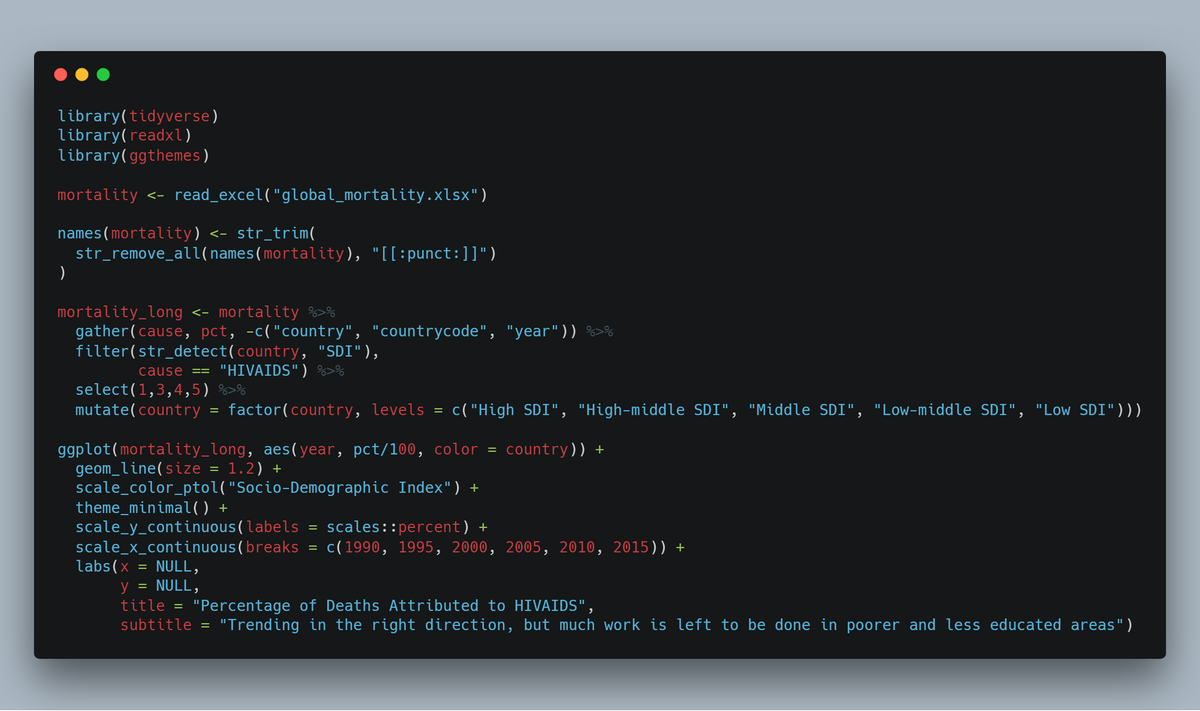 library(tidyverse)
library(readxl)
library(ggthemes)

mortality <- read_excel("global_mortality.xlsx")

names(mortality) <- str_trim(
  str_remove_all(names(mortality), "[[:punct:]]")
)

mortality_long <- mortality %>%
  gather(cause, pct, -c("country", "countrycode", "year")) %>%
  filter(str_detect(country, "SDI"),
         cause == "HIVAIDS") %>%
  select(1,3,4,5) %>%
  mutate(country = factor(country, levels = c("High SDI", "High-middle SDI", "Middle SDI", "Low-middle SDI", "Low SDI")))

ggplot(mortality_long, aes(year, pct/100, color = country)) +
  geom_line(size = 1.2) +
  scale_color_ptol("Socio-Demographic Index") +
  theme_minimal() +
  scale_y_continuous(labels = scales::percent) +
  scale_x_continuous(breaks = c(1990, 1995, 2000, 2005, 2010, 2015)) +
  labs(x = NULL,
       y = NULL,
       title = "Percentage of Deaths Attributed to HIVAIDS",
       subtitle = "Trending in the right direction, but much work is left to be done in poorer and less educated areas")